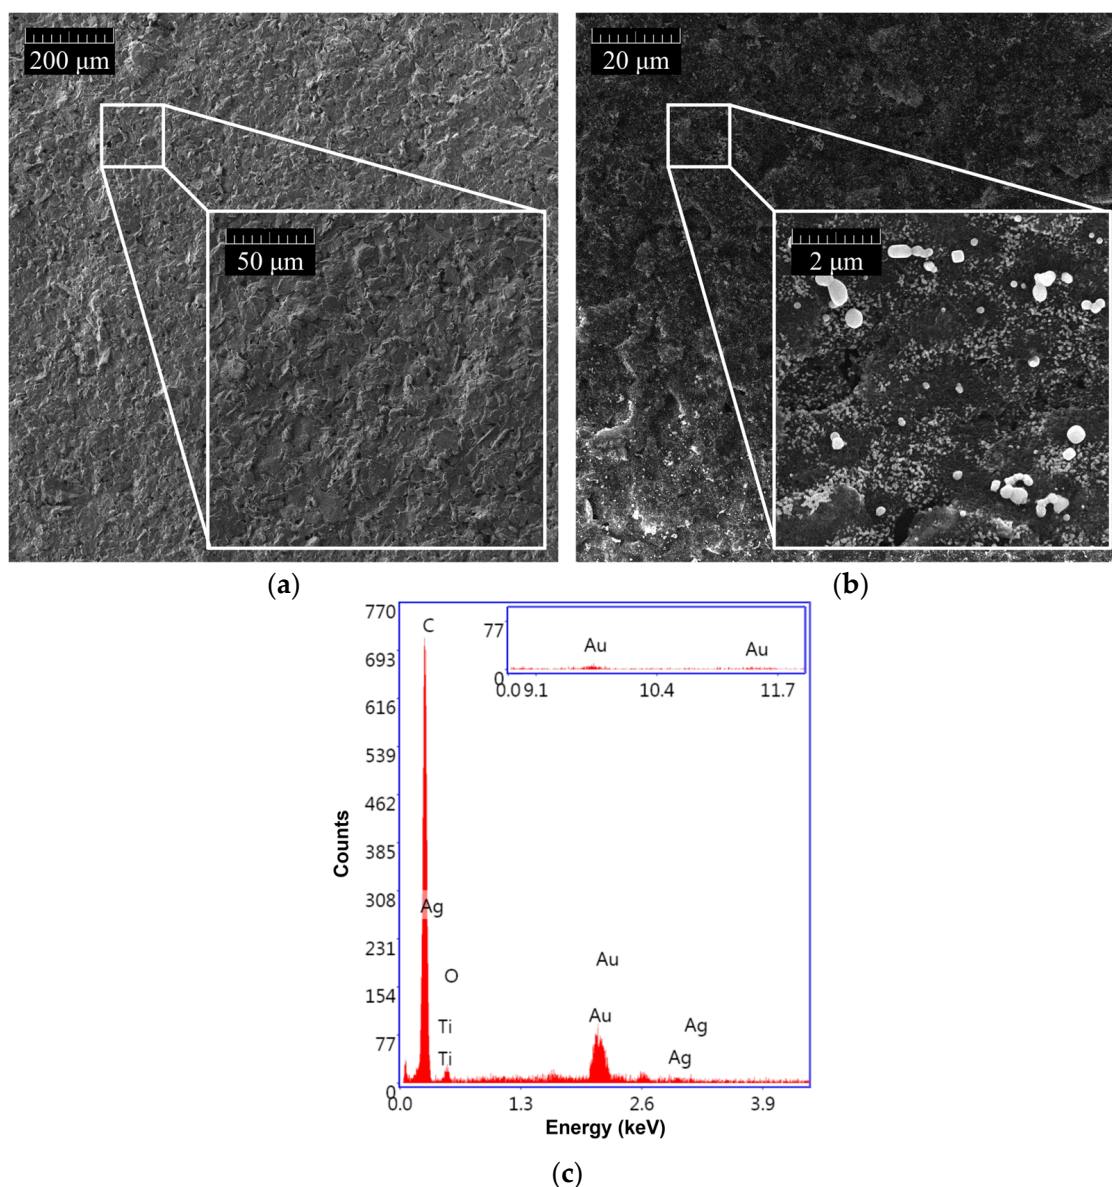 200 μm
20 μm
50 μm
2 μm
(a)
(b)
770
693
616
539
462
385
308
231
154
77
0
Counts
C
Ag
O
Ti
Ti
Au
Au
Ag
Ag
77
0
Au
Au
0.09.1
10.4
11.7
0.0
1.3
2.6
3.9
Energy (keV)
(c)